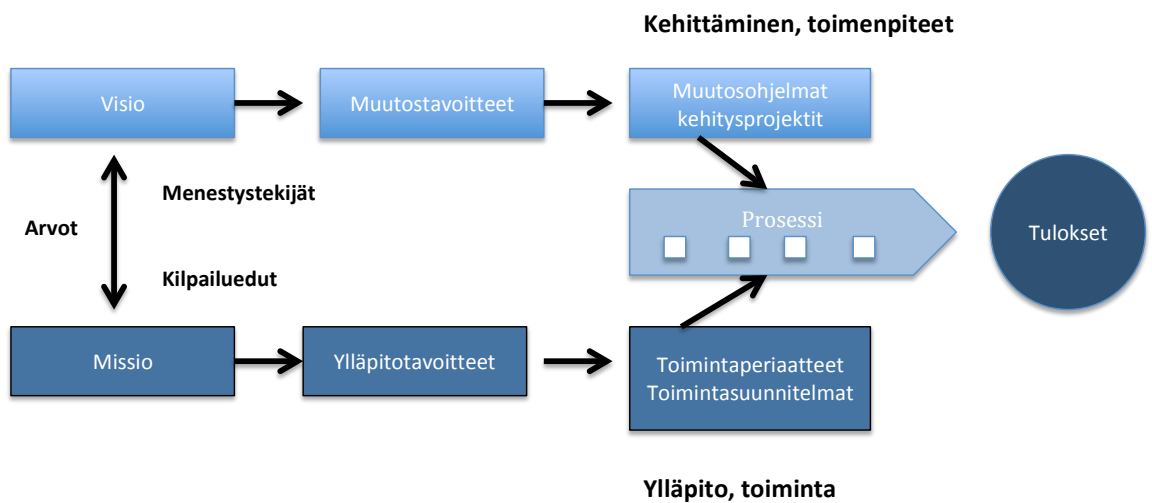 Kehittäminen, toimenpiteet
Visio
Muutostavoitteet
Muutosohjelmat
kehitysprojektit
Menestystekijät
Arvot
Kilpailuedut
Prosessi
Tulokset
Missio
Ylläpitotavoitteet
Toimintaperiaatteet
Toimintasuunnitelmat
Ylläpito, toiminta